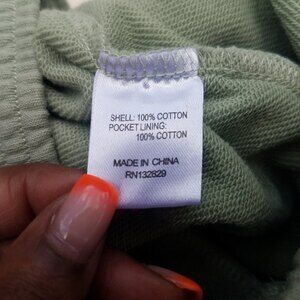 SHELL: 100% COTTON
POCKET LINING:
100% COTTON
MADE IN CHINA
RN132829